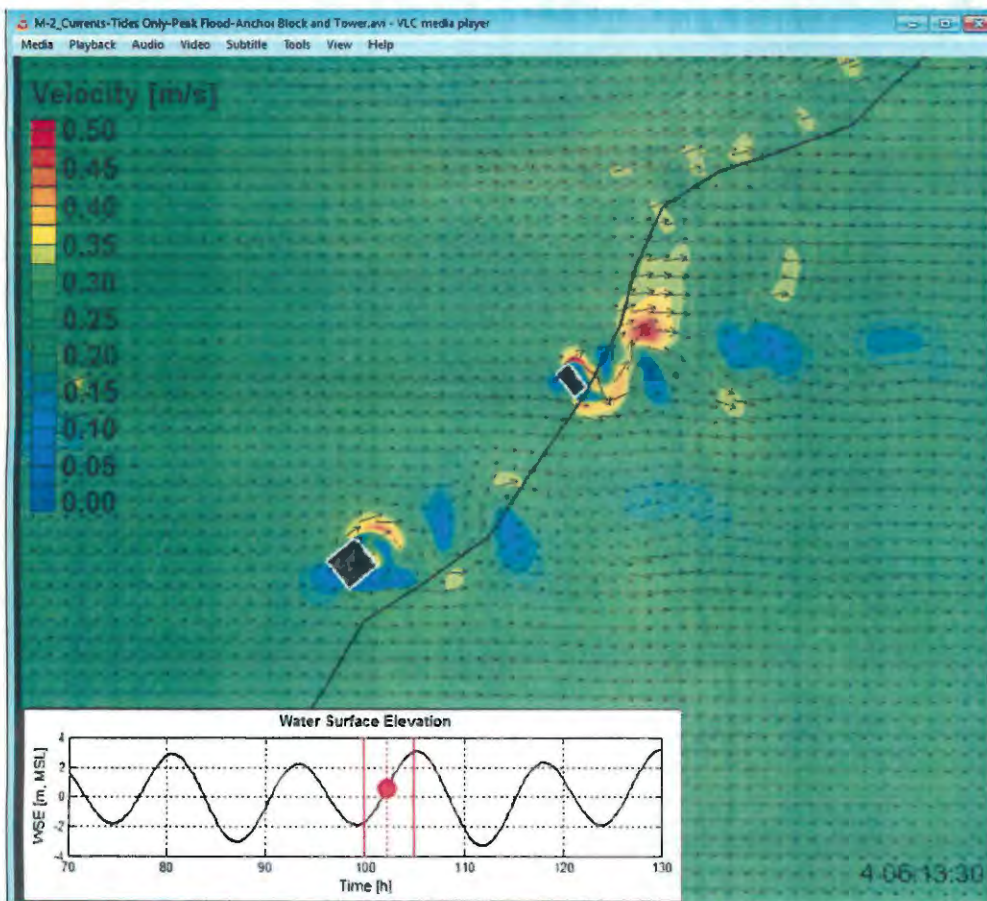 M-2_Currents-Tides Only-Peak Flood-Anchor Block and Tower.avi - VLC media player
Media Playback Audio Video Subtitle Tools View Help
Velocity [m/s]
0.50
0.45
0.40
0.35
0.30
0.25
0.20
0.15
0.10
0.05
0.00
Water Surface Elevation
WSE [m, MSL]
4
2
0
-2
-4
70 80 90 100 110 120 130
Time [h]
4 06:13:30